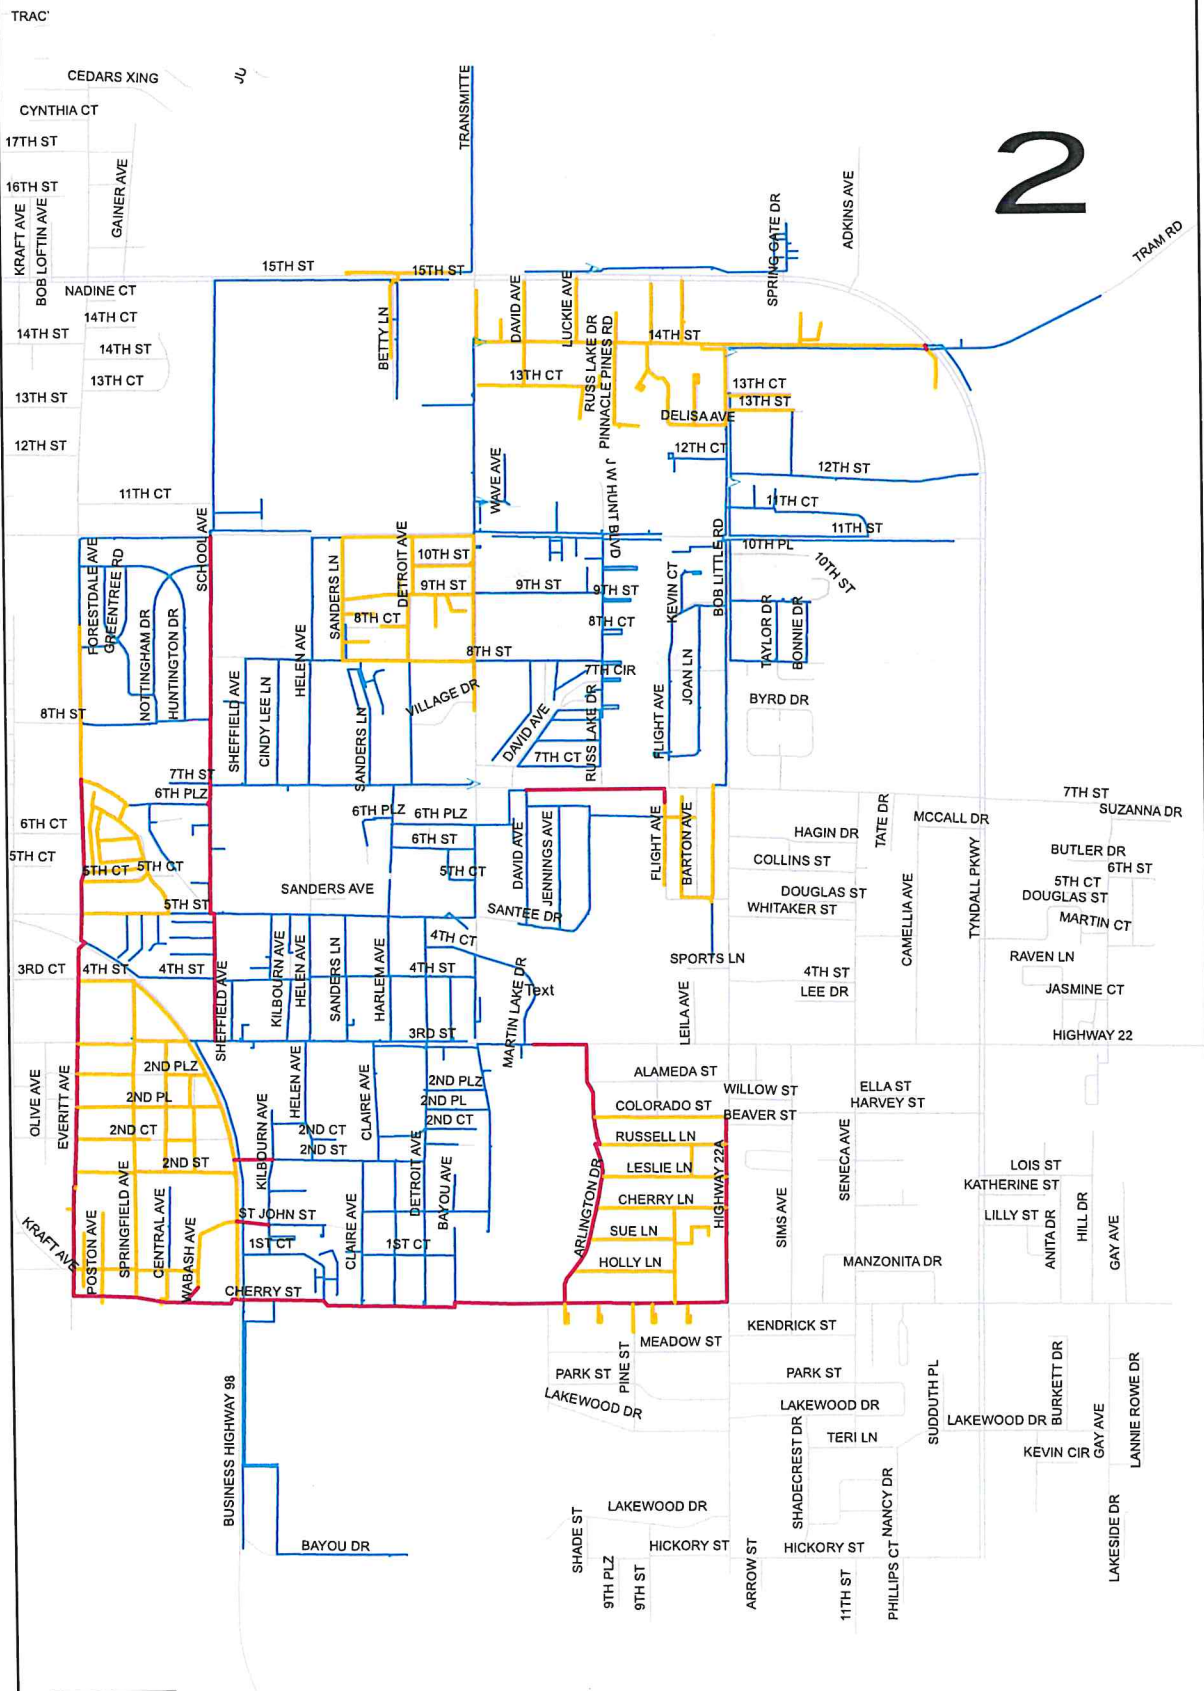 TRAC
CEDARS XING
JU
CYNTHIA CT
TRANSMITTE
17TH ST
2
16TH ST
GAINER AVE
KRAFT AVE
BOB LOFTIN AVE
SPRING GATE DR
ADKINS AVE
TRAM RD
15TH ST
15TH ST
NADINE CT
14TH CT
14TH ST
14TH ST
13TH CT
13TH ST
12TH ST
11TH CT
BETTY LN
DAVID AVE
LUCKIE AVE
RUSS LAKE DR
PINNACLE PINES RD
14TH ST
13TH CT
13TH CT
13TH ST
DELISA AVE
12TH CT
12TH ST
WAVE AVE
J W HUNT BLVD
11TH CT
11TH ST
BOB LITTLE RD
10TH PL
10TH ST
SCHOOL AVE
FORESTDALE AVE
GREENTREE RD
NOTTINGHAM DR
HUNTINGTON DR
SANDERS LN
DETROIT AVE
10TH ST
9TH ST
9TH ST
9TH ST
8TH CT
8TH CT
KEVIN CT
TAYLOR DR
BONNIE DR
HELEN AVE
8TH ST
7TH CIR
JOAN LN
SHEFFIELD AVE
CINDY LEE LN
SANDERS LN
VILLAGE DR
DAVID AVE
RUSS LAKE DR
FLIGHT AVE
BYRD DR
8TH ST
7TH CT
7TH ST
6TH PLZ
7TH ST
SUZANNA DR
6TH CT
5TH CT
5TH CT
5TH CT
6TH PLZ
6TH PLZ
6TH ST
5TH CT
DAVID AVE
JENNINGS AVE
FLIGHT AVE
BARTON AVE
HAGIN DR
TATE DR
MCCALL DR
COLLINS ST
BUTLER DR
6TH ST
5TH CT
DOUGLAS ST
DOUGLAS ST
WHITAKER ST
MARTIN CT
SANDERS AVE
5TH ST
SANTEE DR
CAMELLIA AVE
TYNDALL PKWY
3RD CT
4TH ST
4TH ST
SHEFFIELD AVE
KILBOURN AVE
HELEN AVE
SANDERS LN
HARLEM AVE
4TH CT
4TH ST
MARTIN LAKE DR
Text
SPORTS LN
4TH ST
LEE DR
RAVEN LN
JASMINE CT
LEILA AVE
3RD ST
HIGHWAY 22
OLIVE AVE
EVERITT AVE
2ND PLZ
2ND PL
2ND CT
2ND ST
HELEN AVE
KILBOURN AVE
2ND CT
2ND ST
CLAIRE AVE
2ND PLZ
2ND PL
2ND CT
ALAMEDA ST
WILLOW ST
ELLA ST
HARVEY ST
COLORADO ST
BEAVER ST
RUSSELL LN
LESLIE LN
CHERRY LN
SUE LN
HOLLY LN
ARLINGTON DR
HIGHWAY 22A
SENECA AVE
SIMS AVE
LOIS ST
KATHERINE ST
LILLY ST
ANITA DR
HILL DR
GAY AVE
MANZONITA DR
KRAFT AVE
POSTON AVE
SPRINGFIELD AVE
CENTRAL AVE
WABASH AVE
ST JOHN ST
1ST CT
CHERRY ST
CLAIRE AVE
DETROIT AVE
BAYOU AVE
1ST CT
KENDRICK ST
MEADOW ST
PINE ST
PARK ST
PARK ST
LAKEWOOD DR
LAKEWOOD DR
LAKEWOOD DR
TERI LN
SHADECREST DR
SUDDUTH PL
BURKETT DR
GAY AVE
LANNIE ROWE DR
KEVIN CIR
BUSINESS HIGHWAY 98
BAYOU DR
LAKEWOOD DR
SHADE ST
9TH PLZ
9TH ST
HICKORY ST
HICKORY ST
ARROW ST
11TH ST
PHILLIPS CT
NANCY DR
LAKESIDE DR